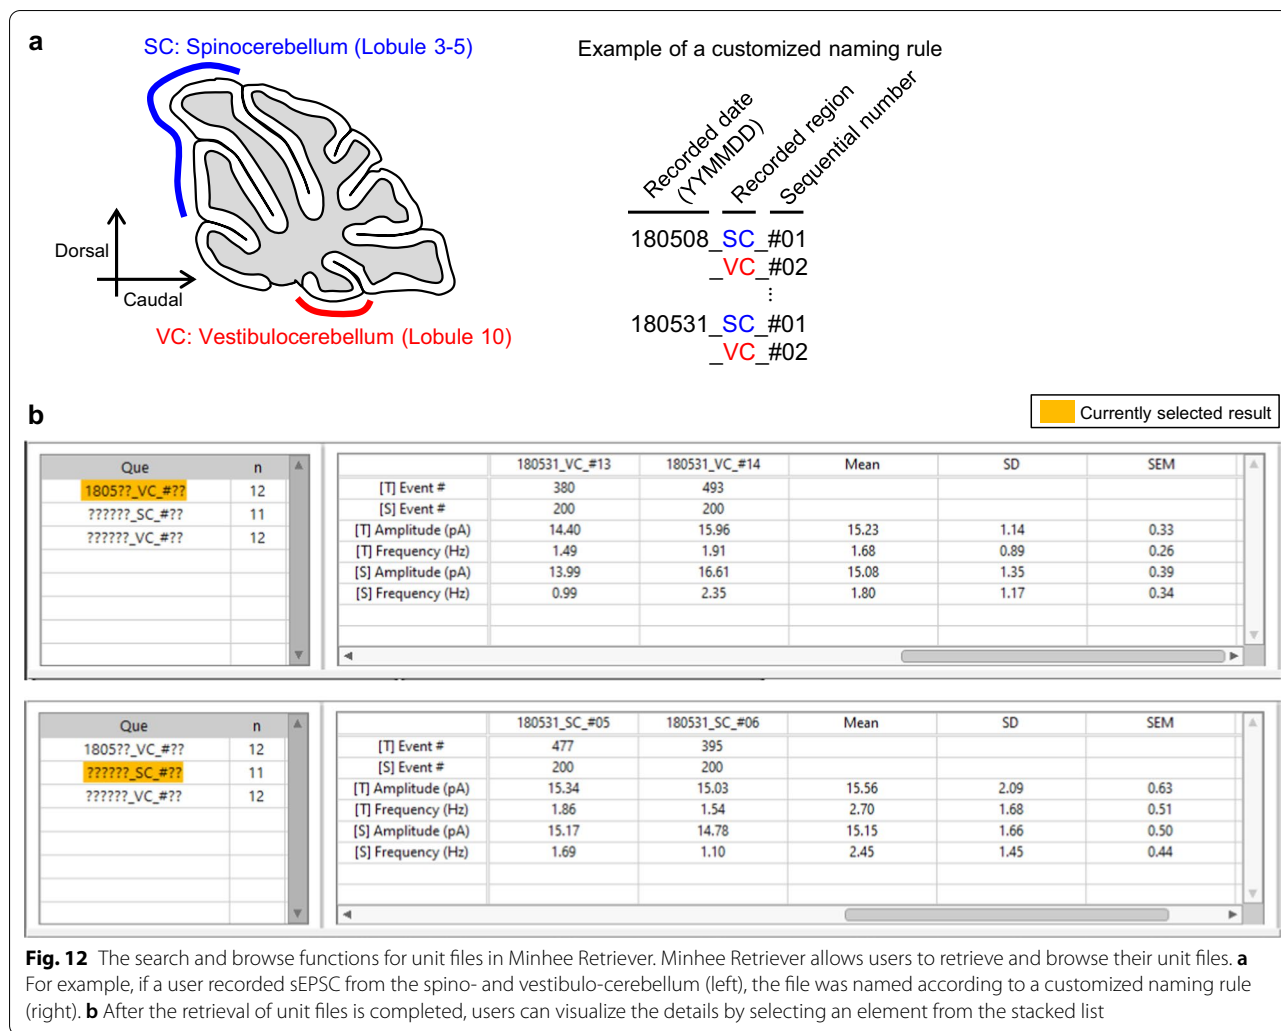 a
SC: Spinocerebellum (Lobule 3-5)
Dorsal
Caudal
VC: Vestibulocerebellum (Lobule 10)
Example of a customized naming rule
Recorded date
(YYMMDD)
Recorded region
Sequential number
180508_SC_#01
_VC_#02
⋮
180531_SC_#01
_VC_#02
b
Currently selected result
Que n
1805??_VC_#?? 12
??????_SC_#?? 11
??????_VC_#?? 12
180531_VC_#13 180531_VC_#14 Mean SD SEM
[T] Event # 380 493
[S] Event # 200 200
[T] Amplitude (pA) 14.40 15.96 15.23 1.14 0.33
[T] Frequency (Hz) 1.49 1.91 1.68 0.89 0.26
[S] Amplitude (pA) 13.99 16.61 15.08 1.35 0.39
[S] Frequency (Hz) 0.99 2.35 1.80 1.17 0.34
Que n
1805??_VC_#?? 12
??????_SC_#?? 11
??????_VC_#?? 12
180531_SC_#05 180531_SC_#06 Mean SD SEM
[T] Event # 477 395
[S] Event # 200 200
[T] Amplitude (pA) 15.34 15.03 15.56 2.09 0.63
[T] Frequency (Hz) 1.86 1.54 2.70 1.68 0.51
[S] Amplitude (pA) 15.17 14.78 15.15 1.66 0.50
[S] Frequency (Hz) 1.69 1.10 2.45 1.45 0.44
Fig. 12 The search and browse functions for unit files in Minhee Retriever. Minhee Retriever allows users to retrieve and browse their unit files. a
For example, if a user recorded sEPSC from the spino- and vestibulo-cerebellum (left), the file was named according to a customized naming rule
(right). b After the retrieval of unit files is completed, users can visualize the details by selecting an element from the stacked list